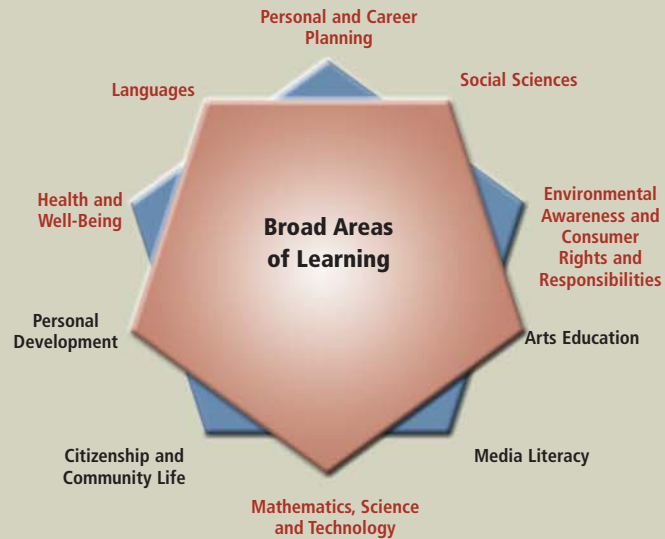 Personal and Career
Planning
Languages
Social Sciences
Health and
Well-Being
Environmental
Awareness and
Consumer
Rights and
Responsibilities
Broad Areas
of Learning
Personal
Development
Arts Education
Citizenship and
Community Life
Media Literacy
Mathematics, Science
and Technology